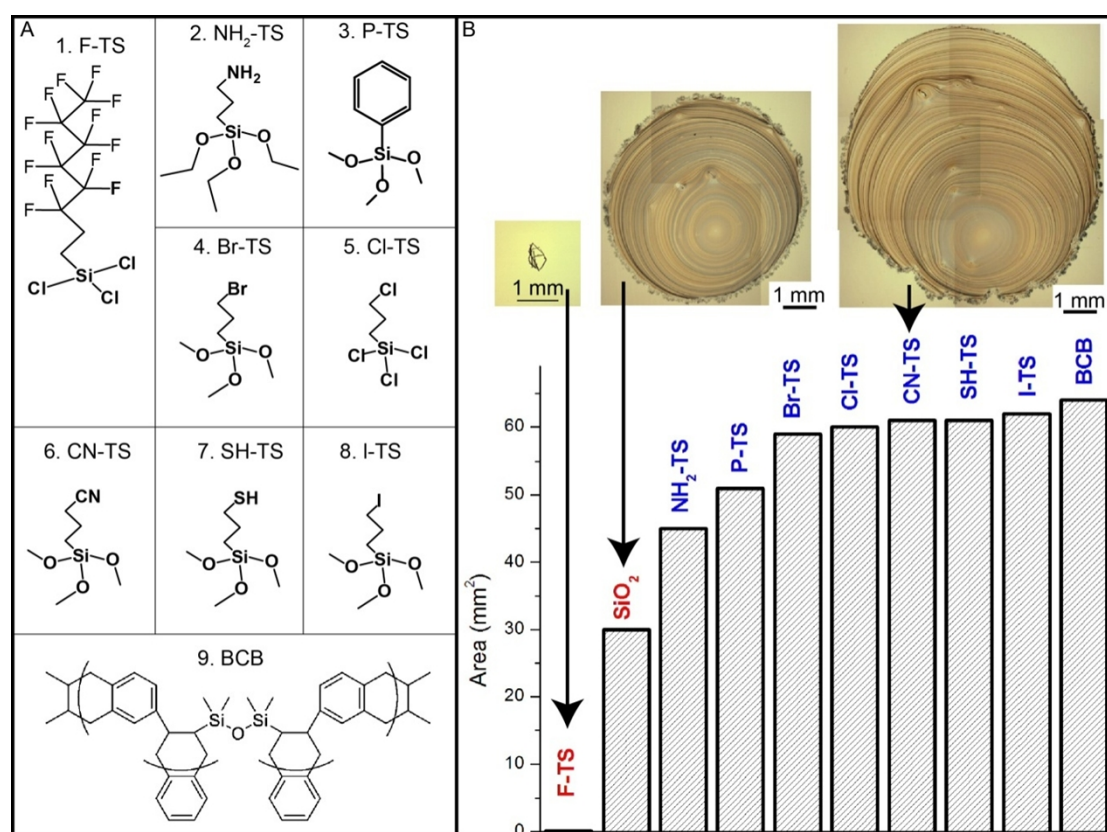 A
1. F-TS
F
F
F
F
F
F
F
F
F
F
F
F
F
Si
Cl
Cl
Cl
2. NH₂-TS
NH₂
Si
O
O
O
3. P-TS
O
Si
O
O
4. Br-TS
Br
Si
O
O
O
5. Cl-TS
Cl
Si
Cl
Cl
Cl
6. CN-TS
CN
Si
O
O
O
7. SH-TS
SH
Si
O
O
O
8. I-TS
I
Si
O
O
O
9. BCB
Si
O
Si
B
1 mm
1 mm
1 mm
Area (mm²)
60
50
40
30
20
10
0
F-TS
SiO₂
NH₂-TS
P-TS
Br-TS
Cl-TS
CN-TS
SH-TS
I-TS
BCB